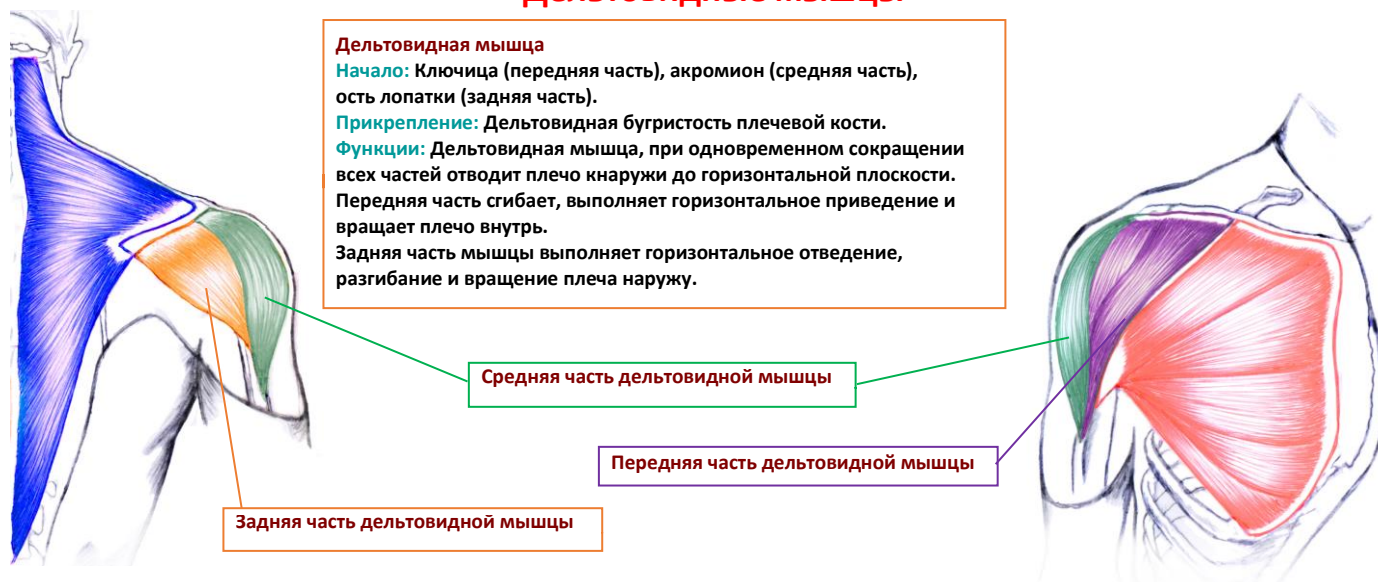 Дельтовидные мышцы
Дельтовидная мышца
Начало: Ключица (передняя часть), акромион (средняя часть),
ость лопатки (задняя часть).
Прикрепление: Дельтовидная бугристость плечевой кости.
Функции: Дельтовидная мышца, при одновременном сокращении
всех частей отводит плечо кнаружи до горизонтальной плоскости.
Передняя часть сгибает, выполняет горизонтальное приведение и
вращает плечо внутрь.
Задняя часть мышцы выполняет горизонтальное отведение,
разгибание и вращение плеча наружу.
Средняя часть дельтовидной мышцы
Передняя часть дельтовидной мышцы
Задняя часть дельтовидной мышцы